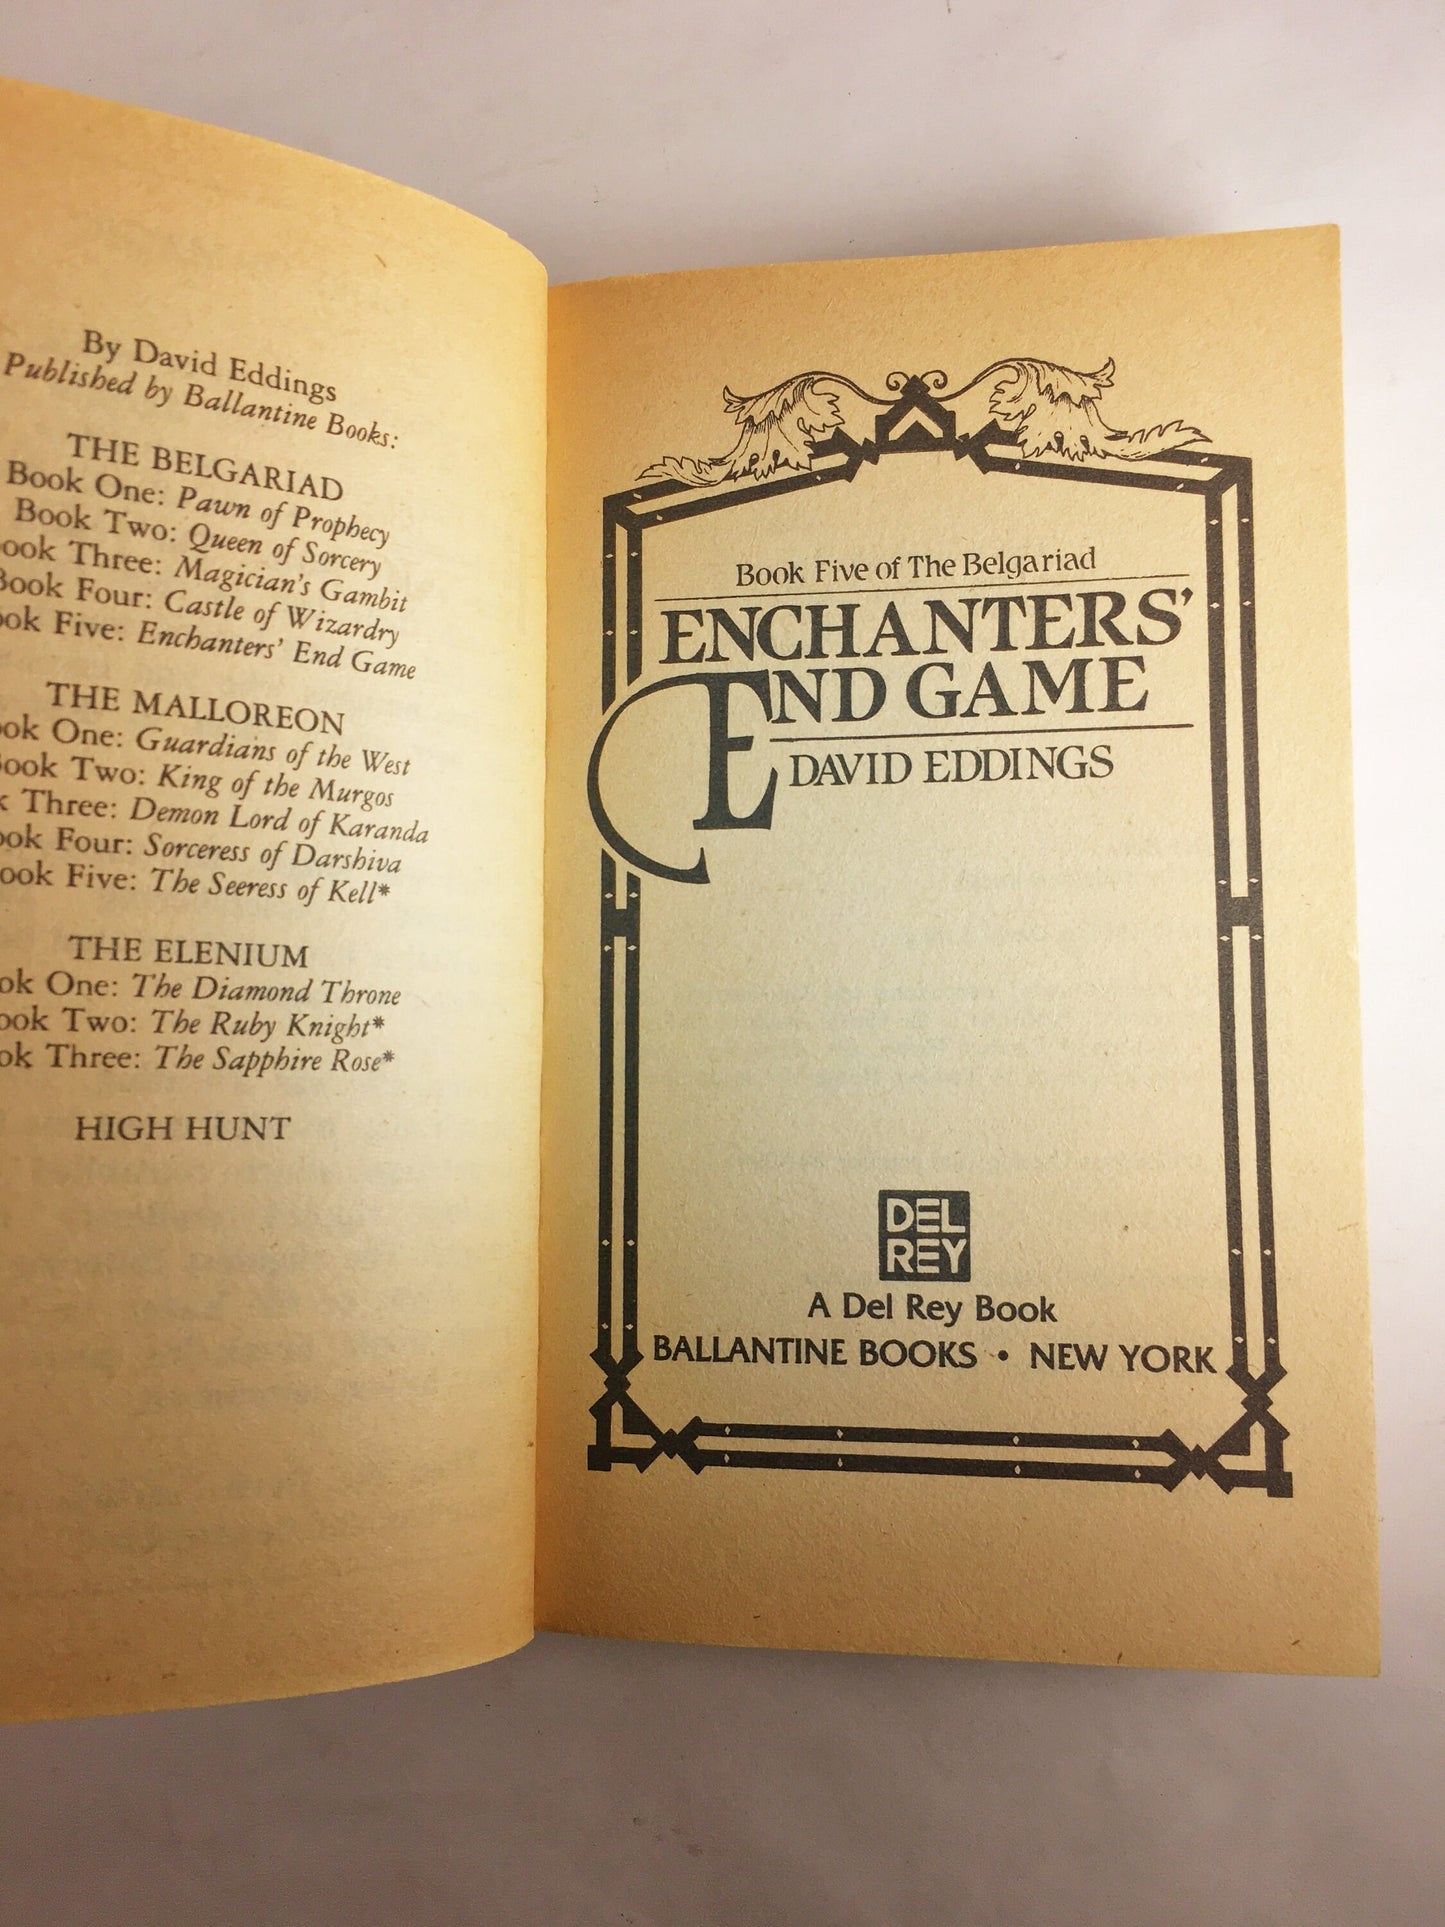 By David Eddings
Published by Ballantine Books:
THE BELGARIAD
Book One: Pawn of Prophecy
Book Two: Queen of Sorcery
ook Three: Magician's Gambit
Book Four: Castle of Wizardry
ook Five: Enchanters' End Game
THE MALLOREON
ook One: Guardians of the West
Book Two: King of the Murgos
k Three: Demon Lord of Karanda
ook Four: Sorceress of Darshiva
ook Five: The Seeress of Kell*
THE ELENIUM
ok One: The Diamond Throne
ook Two: The Ruby Knight*
ok Three: The Sapphire Rose*
HIGH HUNT
Book Five of The Belgariad
ENCHANTERS'
END GAME
DAVID EDDINGS
DEL
REY
A Del Rey Book
BALLANTINE BOOKS • NEW YORK